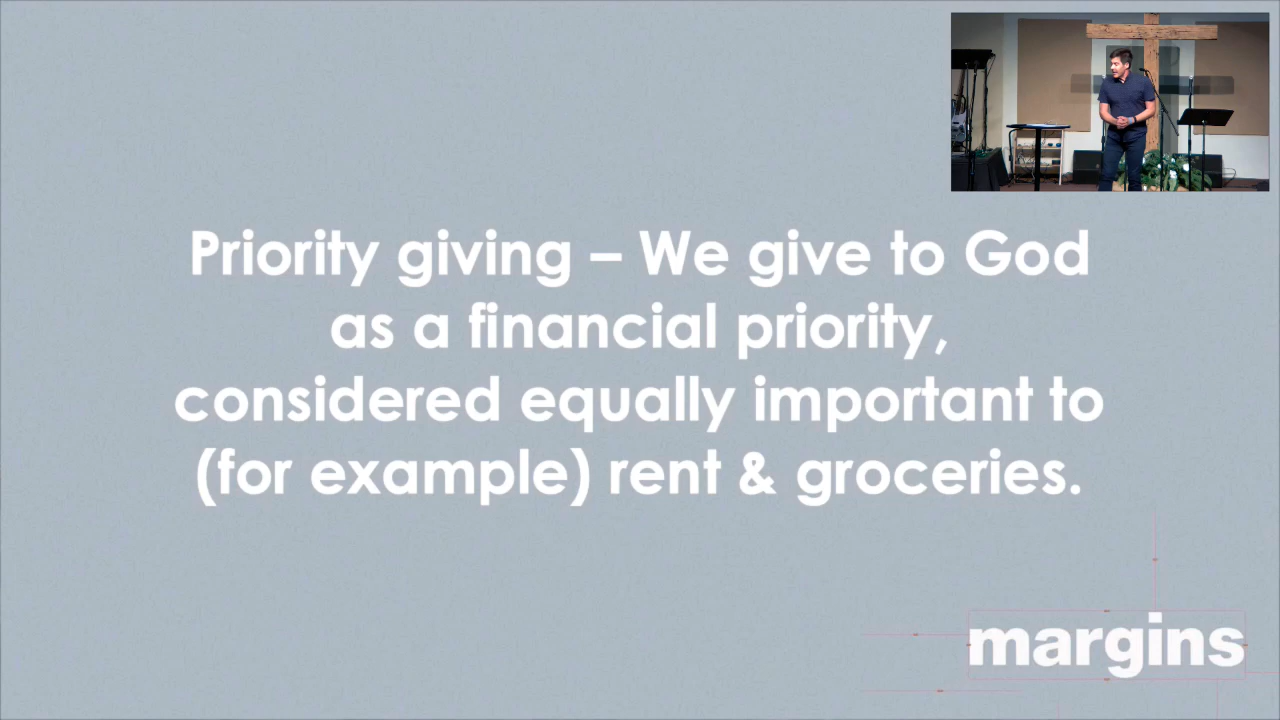 Priority giving – We give to God
as a financial priority,
considered equally important to
(for example) rent & groceries.
margins